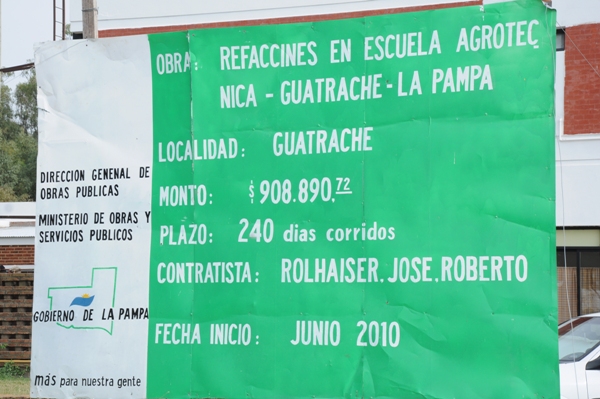 OBRA: REFACCINES EN ESCUELA AGROTEC
NICA - GUATRACHE - LA PAMPA
LOCALIDAD: GUATRACHE
MONTO: $908.890,72
PLAZO: 240 dias corridos
CONTRATISTA: ROLHAISER. JOSE. ROBERTO
FECHA INICIO: JUNIO 2010
DIRECCION GENENAL DE
OBRAS PUBLICAS
MINISTERIO DE OBRAS Y
SERVICIOS PUBLICOS
GOBIERNO DE LA PAMPA
más para nuestra gente